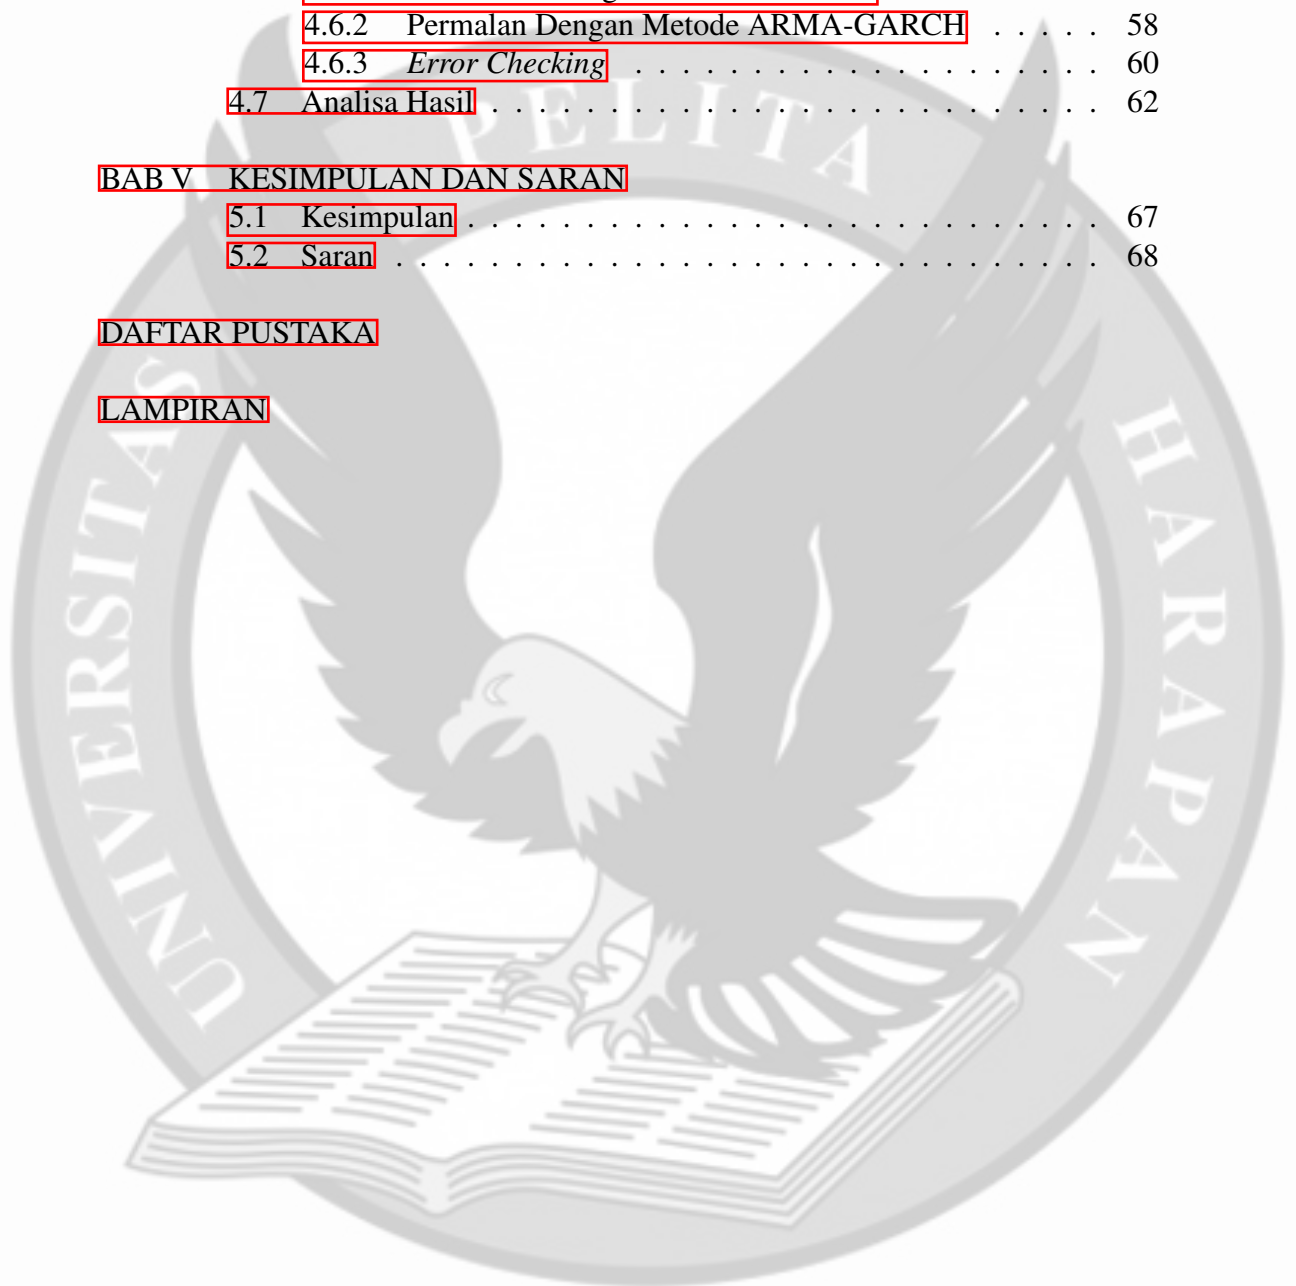 4.6.2 Permalan Dengan Metode ARMA-GARCH . . . . . 58
4.6.3 Error Checking . . . . . . . . . . . . . . . . . . . . 60
4.7 Analisa Hasil . . . . . . . . . . . . . . . . . . . . . . . . . . 62
BAB V KESIMPULAN DAN SARAN
5.1 Kesimpulan . . . . . . . . . . . . . . . . . . . . . . . . . . . 67
5.2 Saran . . . . . . . . . . . . . . . . . . . . . . . . . . . . . . 68
DAFTAR PUSTAKA
LAMPIRAN
UNIVERSITAS
PELITA
HARAPAN